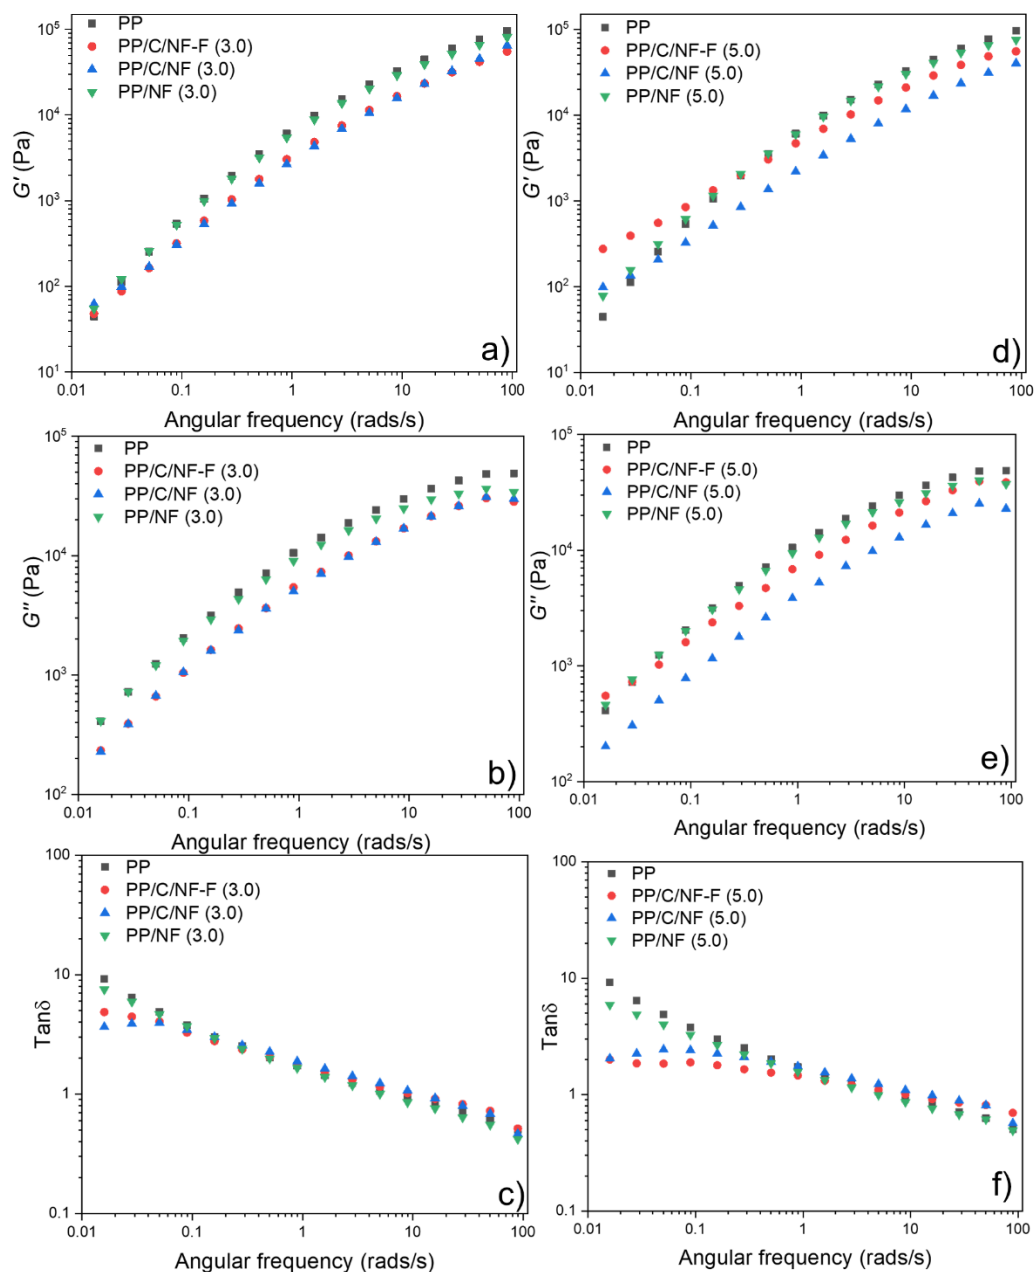 10⁵
10⁴
10³
10²
10¹
G' (Pa)
PP
PP/C/NF-F (3.0)
PP/C/NF (3.0)
PP/NF (3.0)
a)
0.01 0.1 1 10 100
Angular frequency (rads/s)
10⁵
10⁴
10³
10²
10¹
G' (Pa)
PP
PP/C/NF-F (5.0)
PP/C/NF (5.0)
PP/NF (5.0)
d)
0.01 0.1 1 10 100
Angular frequency (rads/s)
10⁵
10⁴
10³
10²
G'' (Pa)
PP
PP/C/NF-F (3.0)
PP/C/NF (3.0)
PP/NF (3.0)
b)
0.01 0.1 1 10 100
Angular frequency (rads/s)
10⁵
10⁴
10³
10²
G'' (Pa)
PP
PP/C/NF-F (5.0)
PP/C/NF (5.0)
PP/NF (5.0)
e)
0.01 0.1 1 10 100
Angular frequency (rads/s)
100
10
1
0.1
Tanδ
PP
PP/C/NF-F (3.0)
PP/C/NF (3.0)
PP/NF (3.0)
c)
0.01 0.1 1 10 100
Angular frequency (rads/s)
100
10
1
0.1
Tanδ
PP
PP/C/NF-F (5.0)
PP/C/NF (5.0)
PP/NF (5.0)
f)
0.01 0.1 1 10 100
Angular frequency (rads/s)